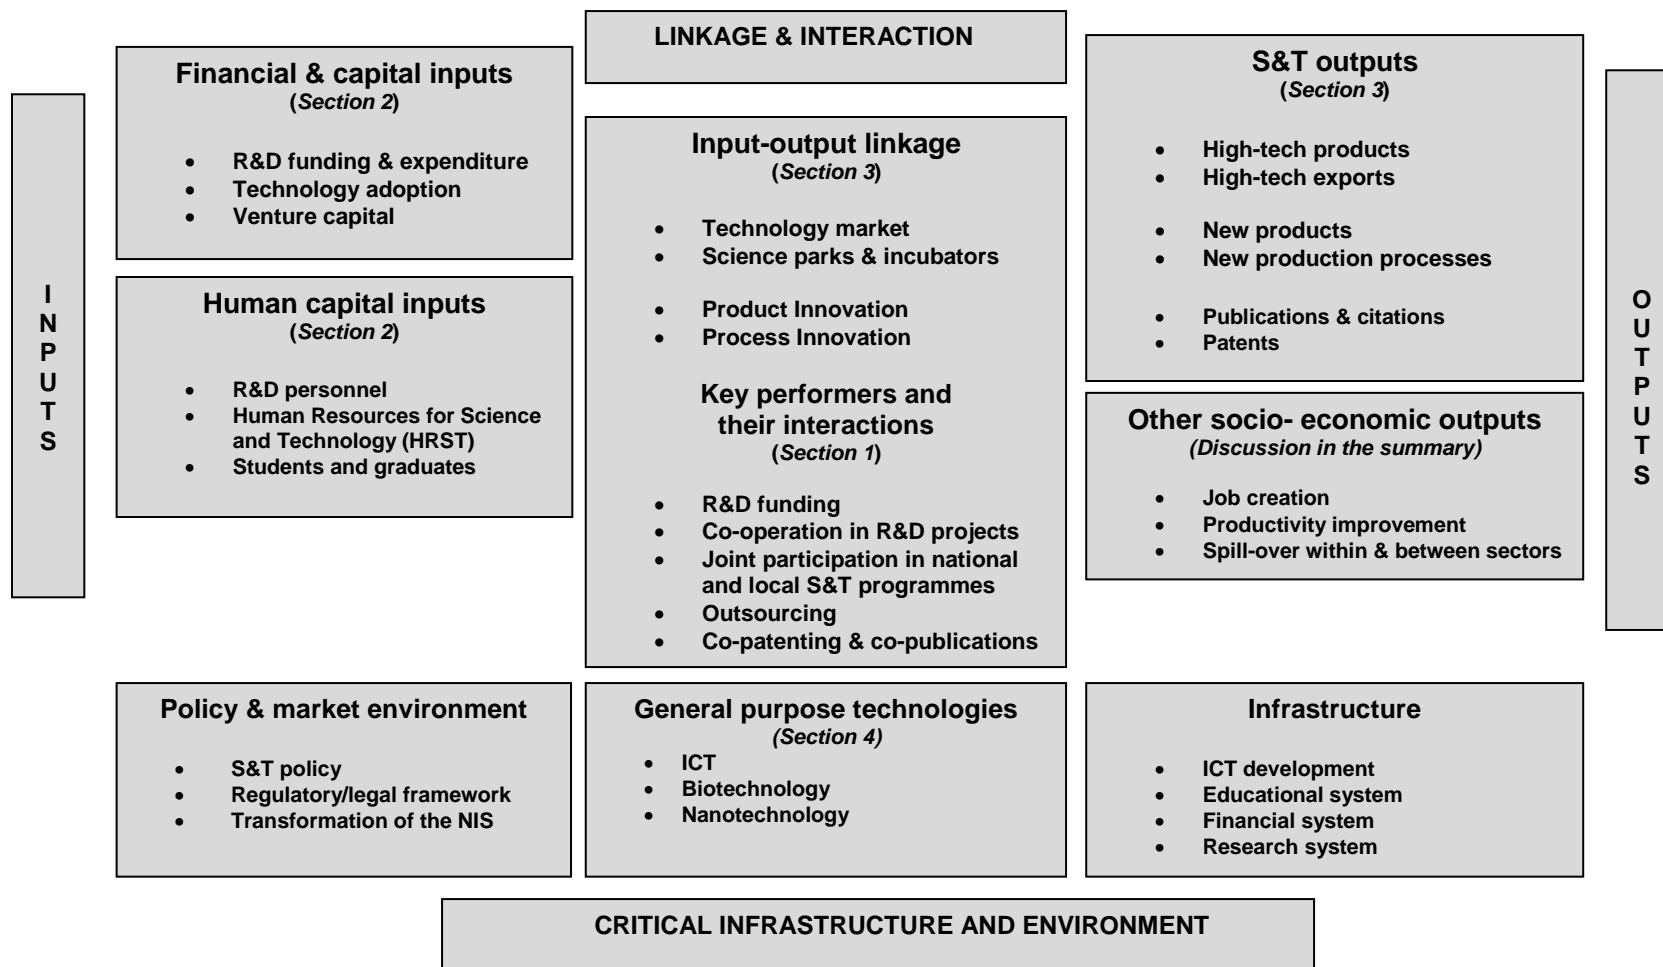 INPUTS
Financial & capital inputs
(Section 2)
• R&D funding & expenditure
• Technology adoption
• Venture capital
Human capital inputs
(Section 2)
• R&D personnel
• Human Resources for Science
and Technology (HRST)
• Students and graduates
LINKAGE & INTERACTION
Input-output linkage
(Section 3)
• Technology market
• Science parks & incubators
• Product Innovation
• Process Innovation
Key performers and
their interactions
(Section 1)
• R&D funding
• Co-operation in R&D projects
• Joint participation in national
and local S&T programmes
• Outsourcing
• Co-patenting & co-publications
S&T outputs
(Section 3)
• High-tech products
• High-tech exports
• New products
• New production processes
• Publications & citations
• Patents
Other socio- economic outputs
(Discussion in the summary)
• Job creation
• Productivity improvement
• Spill-over within & between sectors
OUTPUTS
Policy & market environment
• S&T policy
• Regulatory/legal framework
• Transformation of the NIS
General purpose technologies
(Section 4)
• ICT
• Biotechnology
• Nanotechnology
Infrastructure
• ICT development
• Educational system
• Financial system
• Research system
CRITICAL INFRASTRUCTURE AND ENVIRONMENT